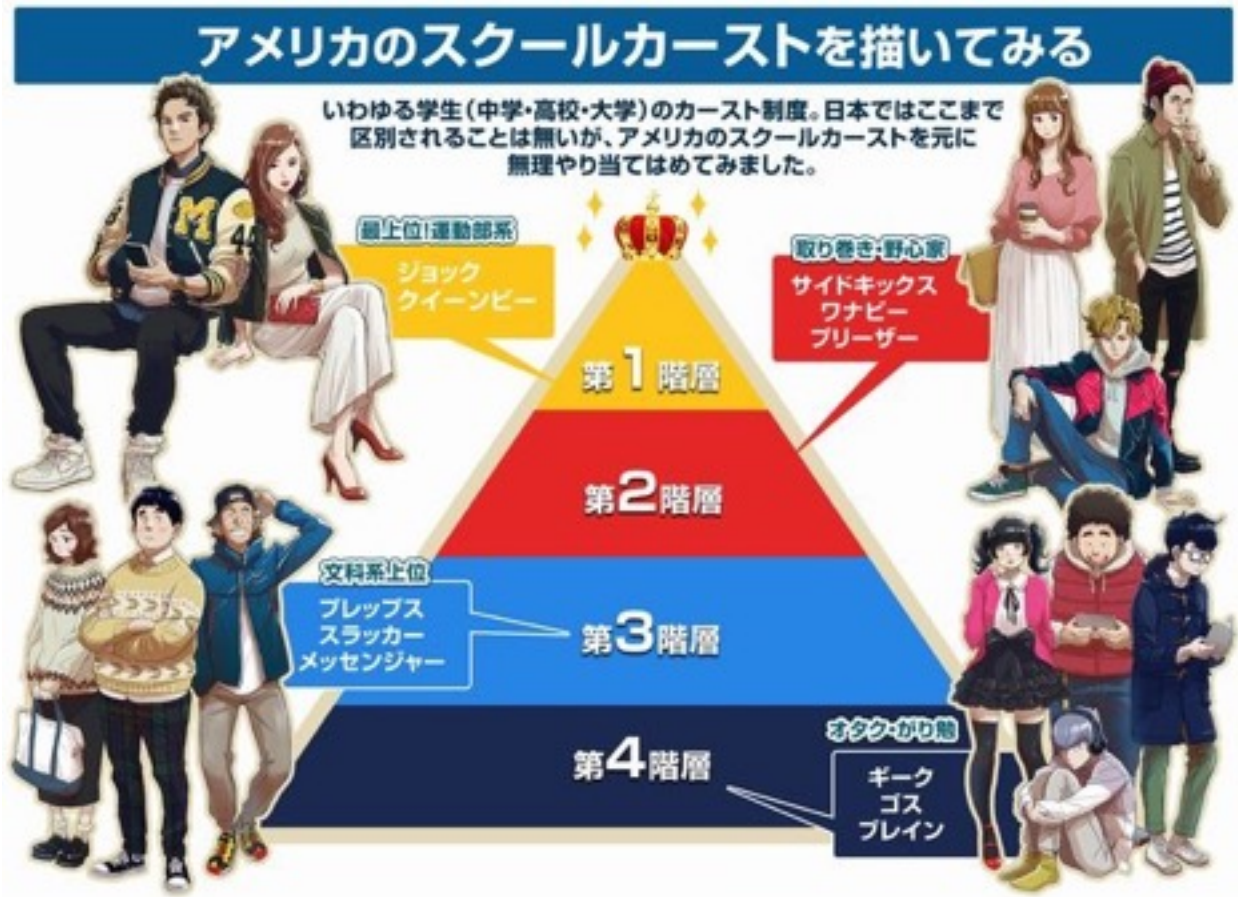 アメリカのスクールカーストを描いてみる
いわゆる学生(中学・高校・大学)のカースト制度。日本ではここまで
区別されることは無いが、アメリカのスクールカーストを元に
無理やり当てはめてみました。
最上位!運動部系
ジョック
クイーンビー
取り巻き・野心家
サイドキックス
ワナビー
プリーザー
第1階層
第2階層
文科系上位
プレップス
スラッカー
メッセンジャー
第3階層
第4階層
オタク・がり勉
ギーク
ゴス
ブレイン
M
44